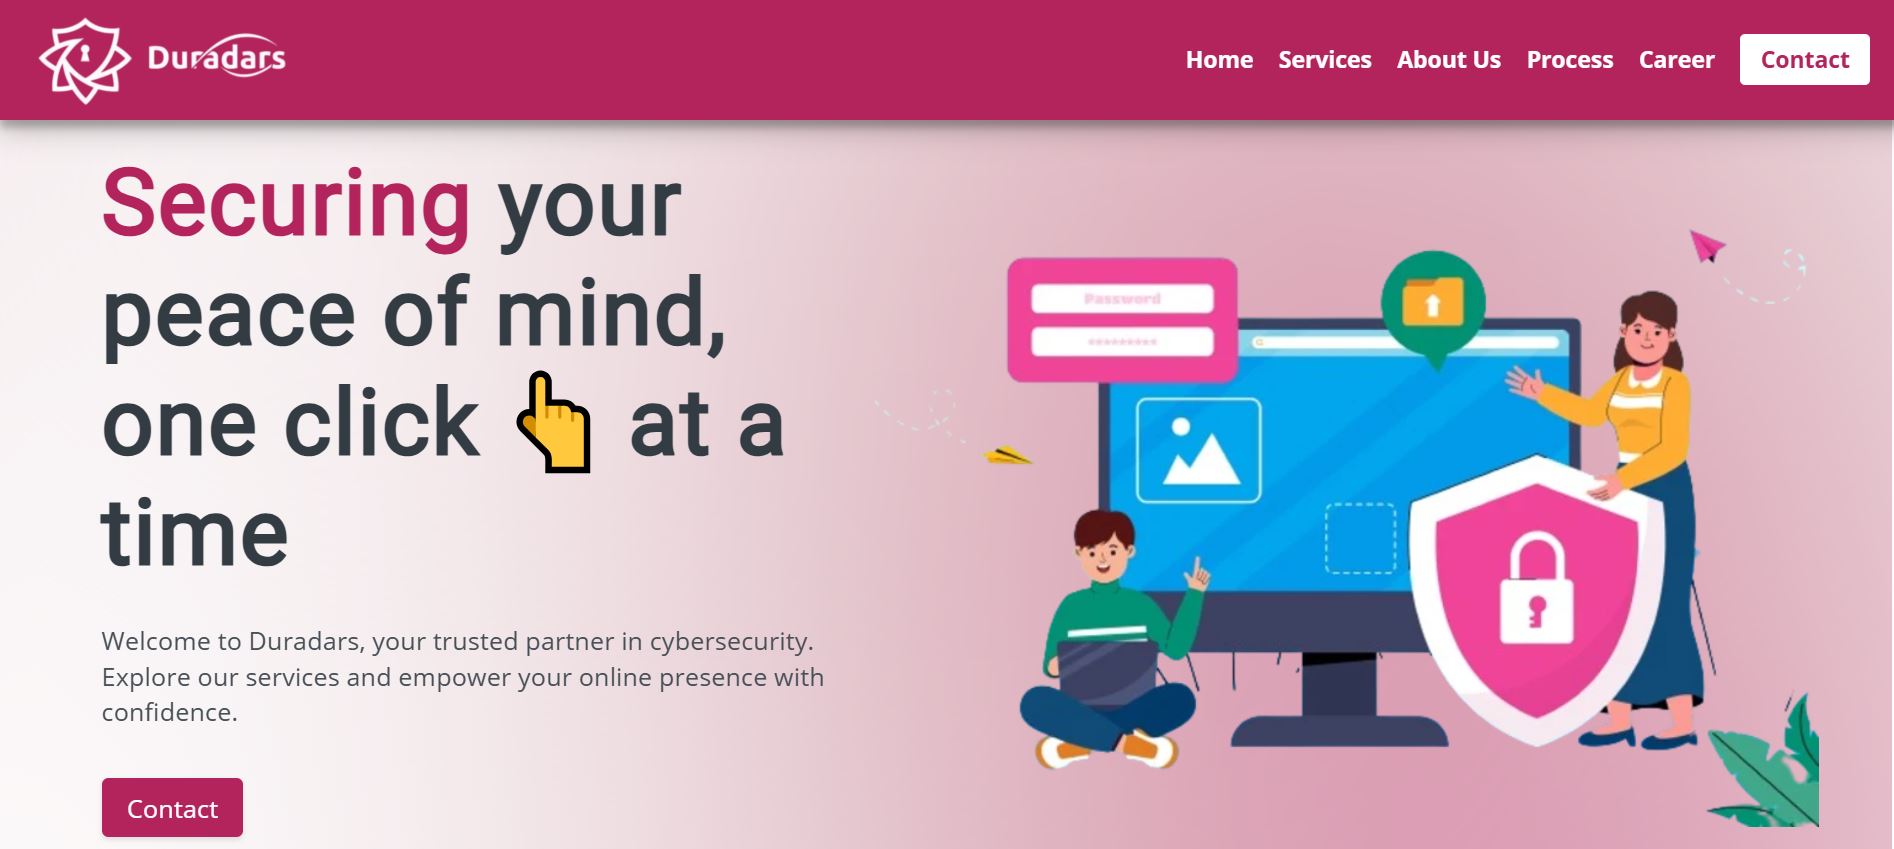 Duradars
Home Services About Us Process Career Contact
Securing your
peace of mind,
one click 👆 at a
time
Welcome to Duradars, your trusted partner in cybersecurity.
Explore our services and empower your online presence with
confidence.
Contact
Password
*********